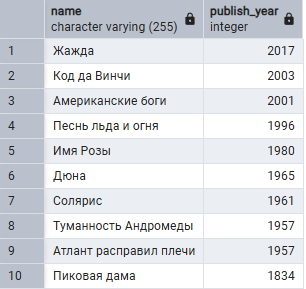 name publish_year
character varying (255) integer
1 Жажда 2017
2 Код да Винчи 2003
3 Американские боги 2001
4 Песнь льда и огня 1996
5 Имя Розы 1980
6 Дюна 1965
7 Солярис 1961
8 Туманность Андромеды 1957
9 Атлант расправил плечи 1957
10 Пиковая дама 1834